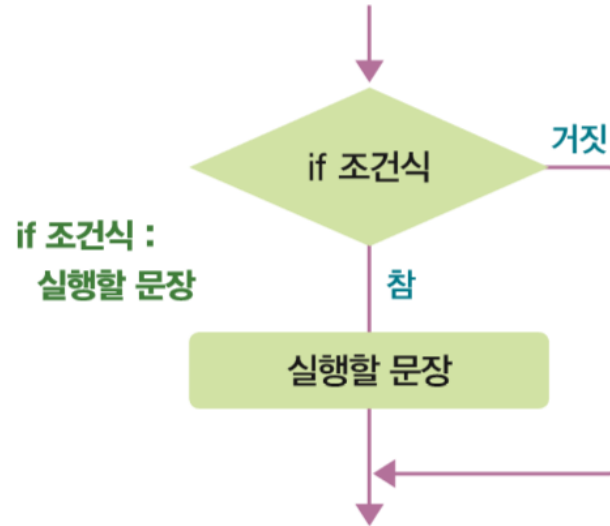 if 조건식
거짓
if 조건식 :
실행할 문장
참
실행할 문장